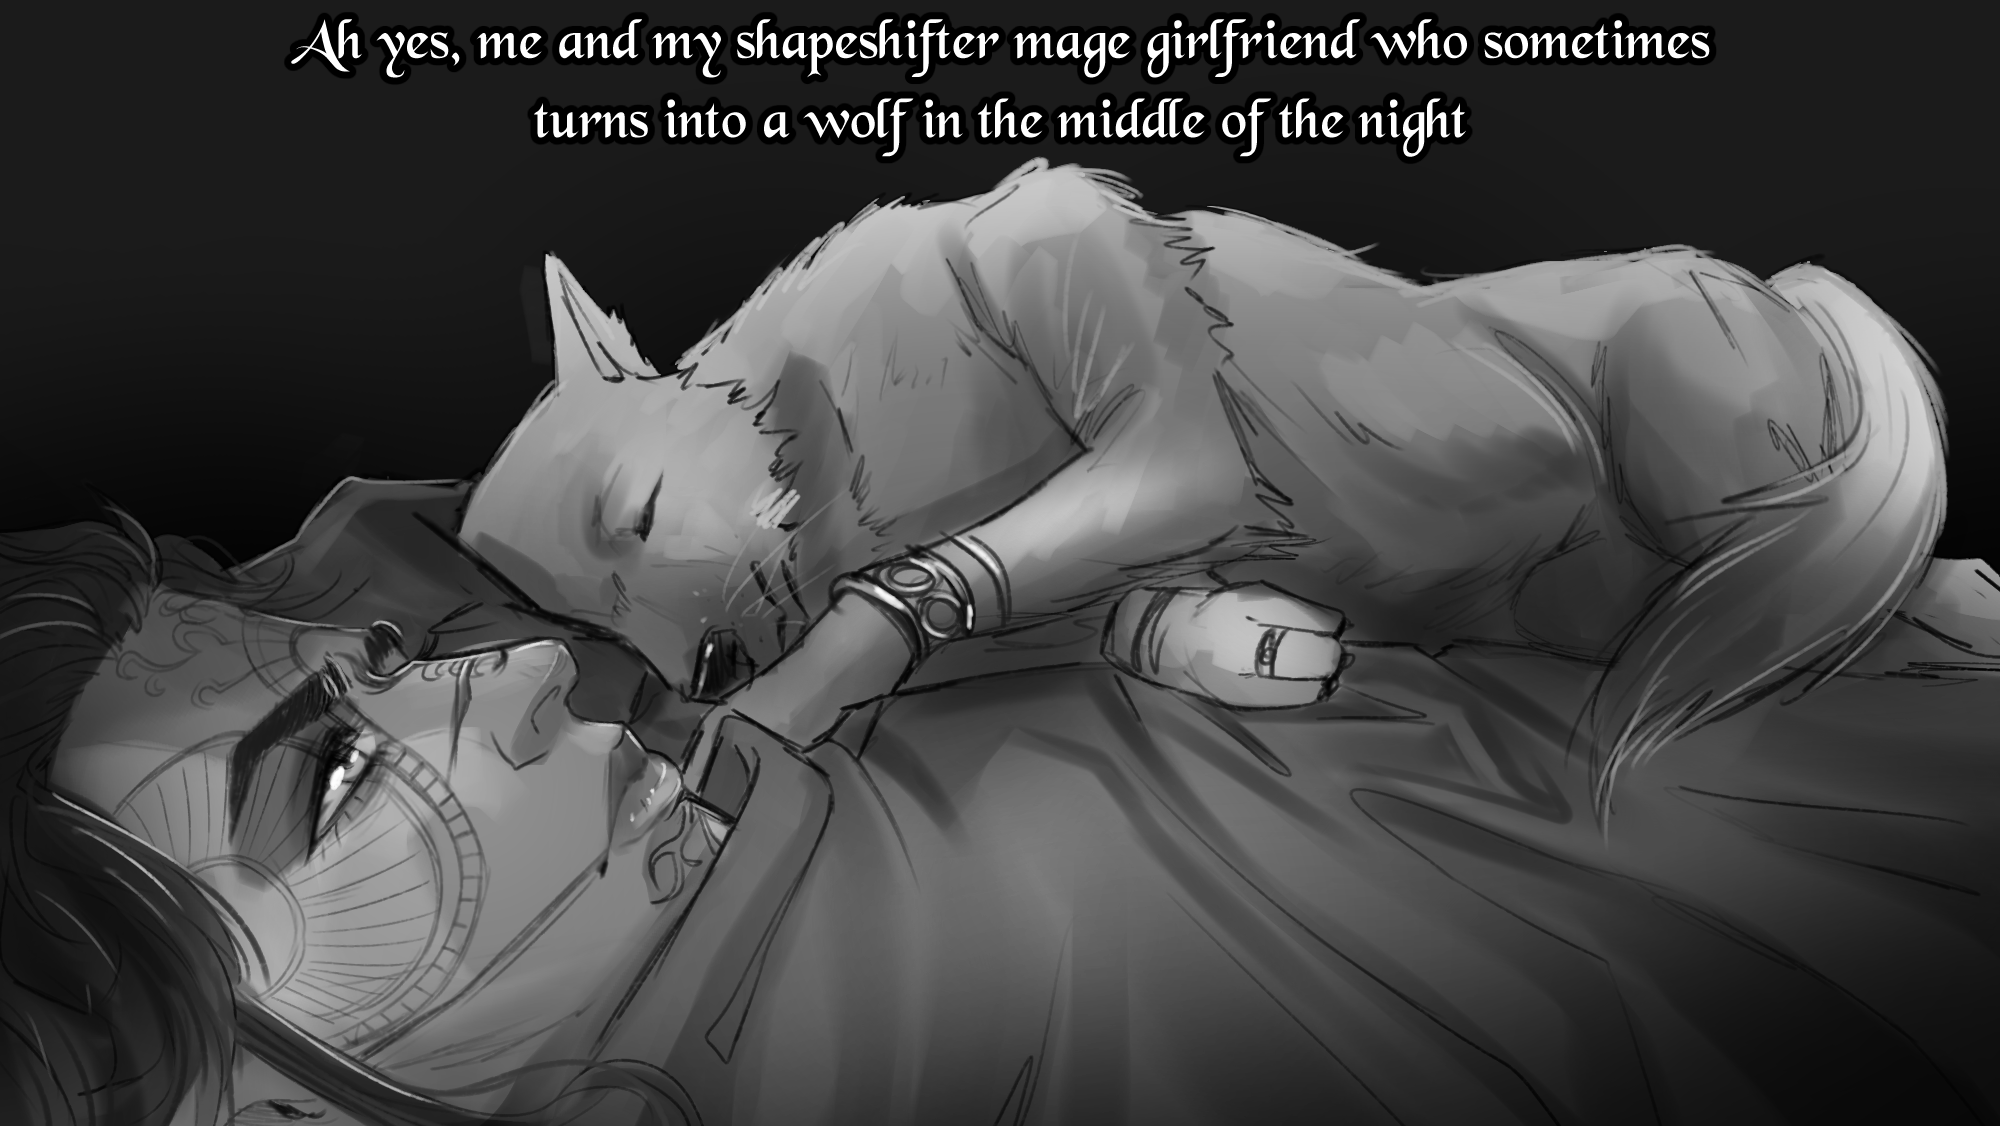 Ah yes, me and my shapeshifter mage girlfriend who sometimes
turns into a wolf in the middle of the night